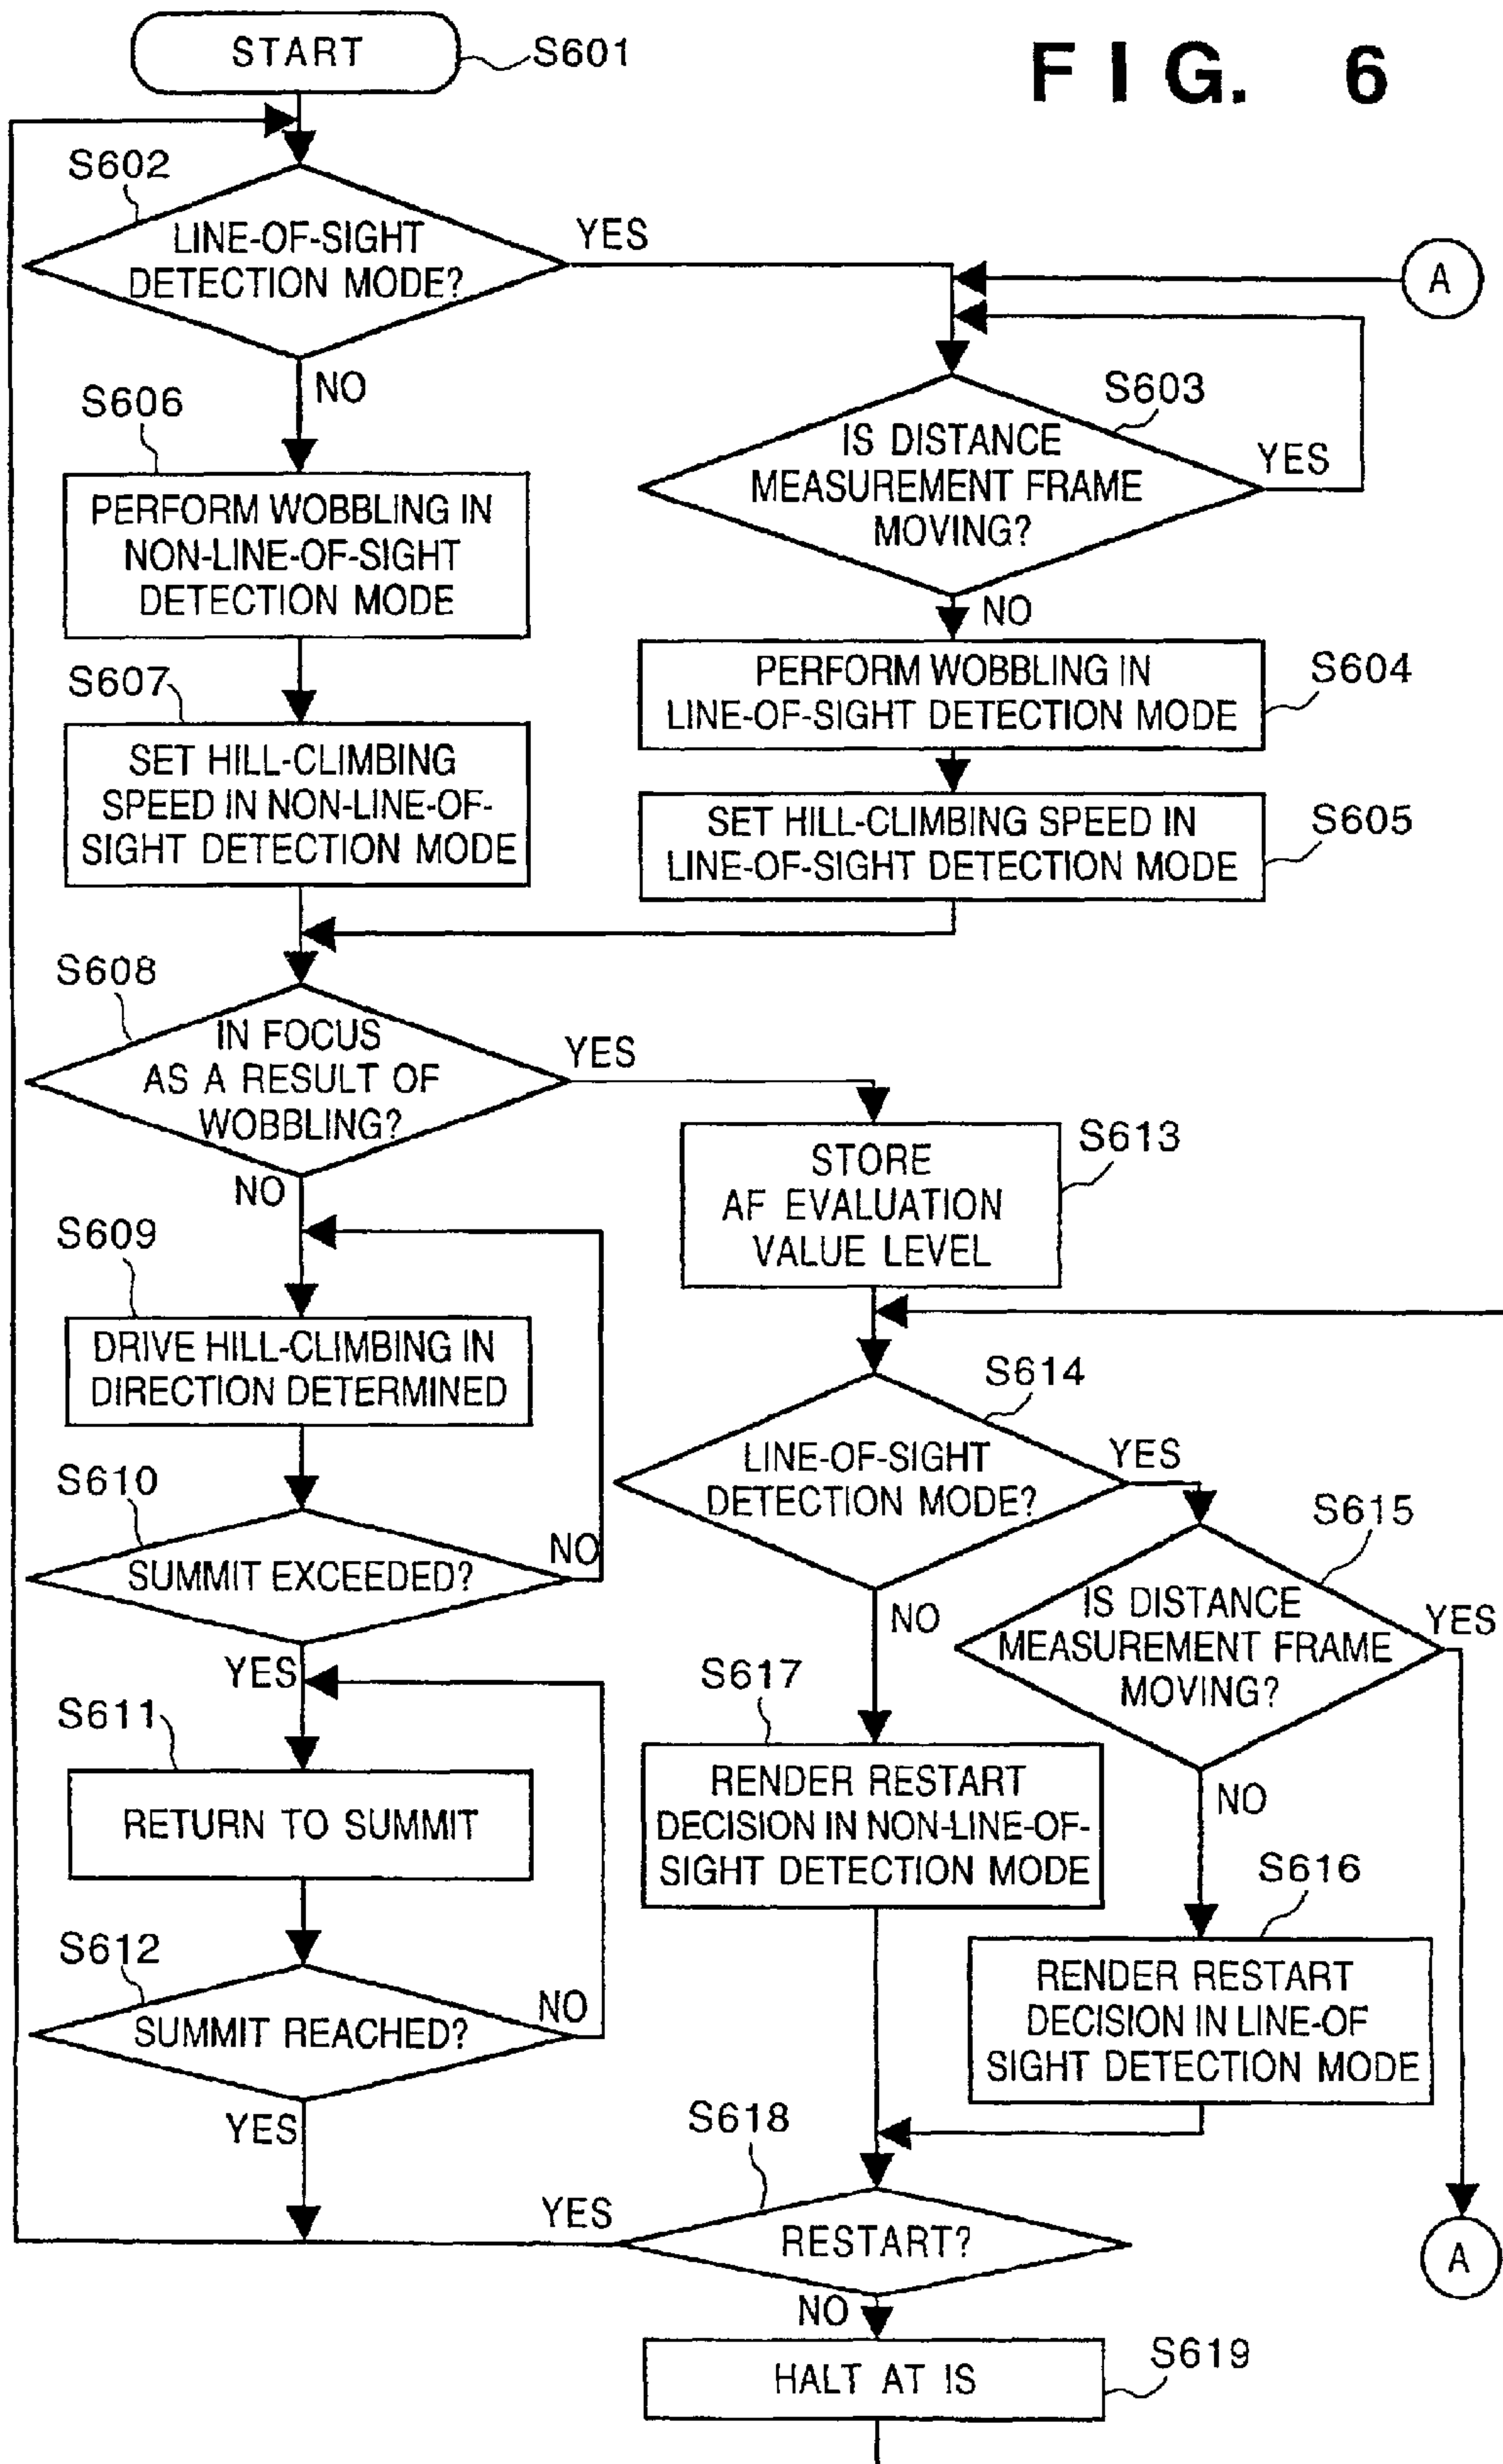 FIG. 6
START
S601
S602
LINE-OF-SIGHT
DETECTION MODE?
YES
NO
A
S603
IS DISTANCE
MEASUREMENT FRAME
MOVING?
YES
NO
S606
PERFORM WOBBLING IN
NON-LINE-OF-SIGHT
DETECTION MODE
S604
PERFORM WOBBLING IN
LINE-OF-SIGHT DETECTION MODE
S607
SET HILL-CLIMBING
SPEED IN NON-LINE-OF-
SIGHT DETECTION MODE
S605
SET HILL-CLIMBING SPEED IN
LINE-OF-SIGHT DETECTION MODE
S608
IN FOCUS
AS A RESULT OF
WOBBLING?
YES
NO
S613
STORE
AF EVALUATION
VALUE LEVEL
S609
DRIVE HILL-CLIMBING IN
DIRECTION DETERMINED
S610
SUMMIT EXCEEDED?
NO
YES
S611
RETURN TO SUMMIT
S612
SUMMIT REACHED?
NO
YES
S614
LINE-OF-SIGHT
DETECTION MODE?
YES
NO
S615
IS DISTANCE
MEASUREMENT FRAME
MOVING?
YES
NO
S617
RENDER RESTART
DECISION IN NON-LINE-OF-
SIGHT DETECTION MODE
S616
RENDER RESTART
DECISION IN LINE-OF
SIGHT DETECTION MODE
S618
RESTART?
YES
NO
A
S619
HALT AT IS